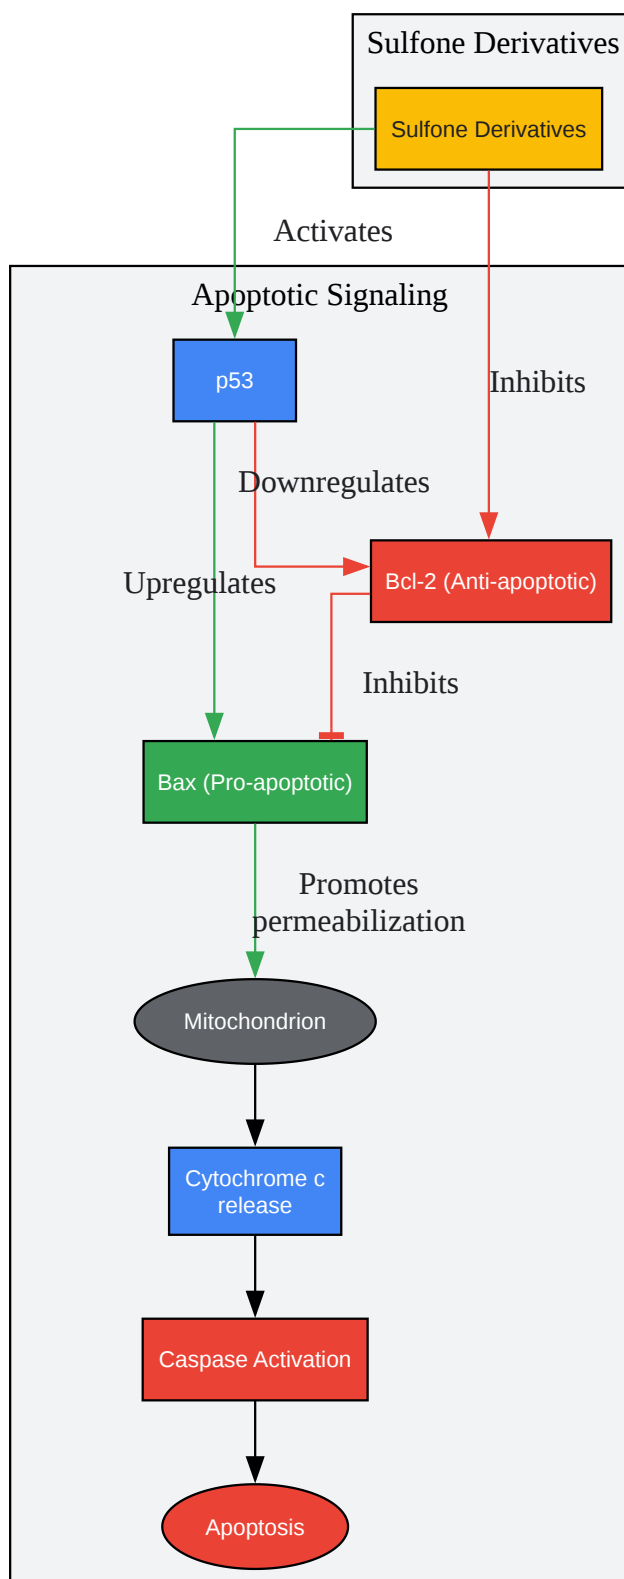 Sulfone Derivatives
Sulfone Derivatives
Activates
Apoptotic Signaling
p53
Inhibits
Downregulates
Bcl-2 (Anti-apoptotic)
Upregulates
Inhibits
Bax (Pro-apoptotic)
Promotes
permeabilization
Mitochondrion
Cytochrome c
release
Caspase Activation
Apoptosis